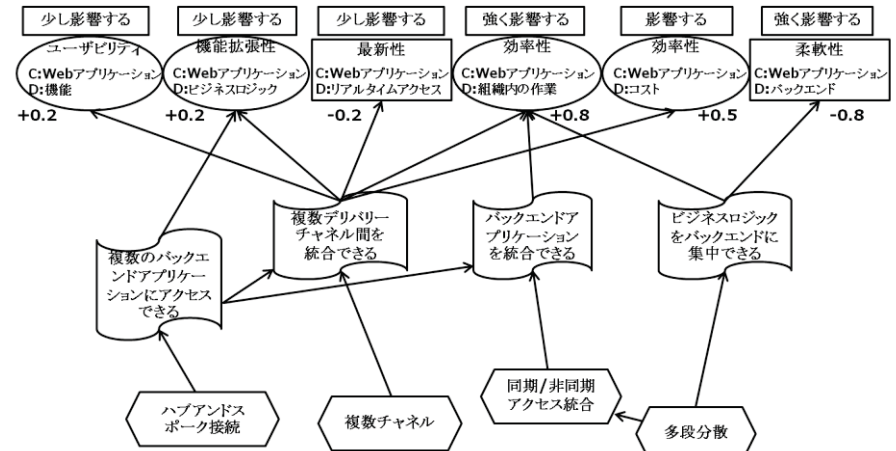 少し影響する
少し影響する
少し影響する
強く影響する
影響する
強く影響する
ユーザビリティ
C:Webアプリケーション
D:機能
機能拡張性
C:Webアプリケーション
D:ビジネスロジック
最新性
C:Webアプリケーション
D:リアルタイムアクセス
効率性
C:Webアプリケーション
D:組織内の作業
効率性
C:Webアプリケーション
D:コスト
柔軟性
C:Webアプリケーション
D:バックエンド
+0.2
+0.2
-0.2
+0.8
+0.5
-0.8
複数のバックエ
ンドアプリケー
ションにアクセス
できる
複数デリバリー
チャネル間を
統合できる
バックエンドア
プリケーション
を統合できる
ビジネスロジック
をバックエンドに
集中できる
ハブアンドス
ポーク接続
複数チャネル
同期/非同期
アクセス統合
多段分散